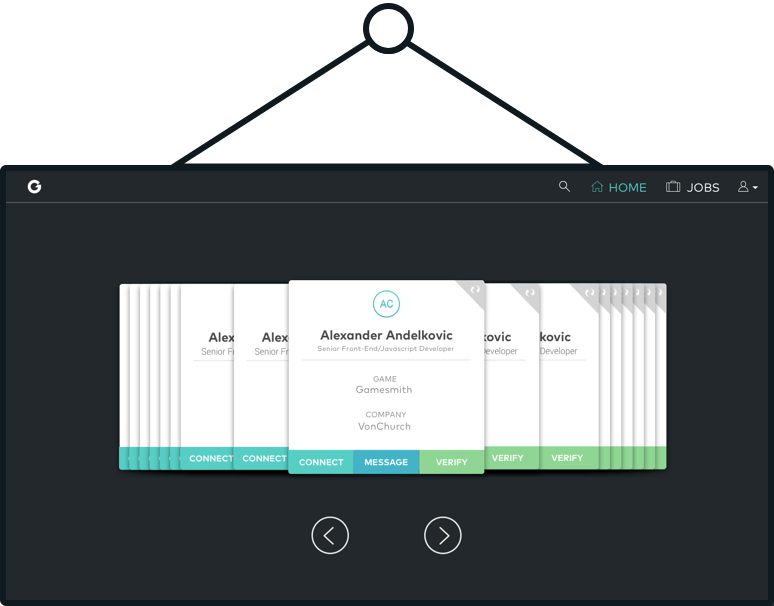 G
HOME
JOBS
AC
Alexander Andelkovic
Senior Front-End/Javascript Developer
GAME
Gamesmith
COMPANY
VonChurch
CONNECT MESSAGE VERIFY
Alex
Senior Fr
CONNECT
Alex
Senior Fr
CONNECT
kovic
Developer
VERIFY
kovic
Developer
VERIFY